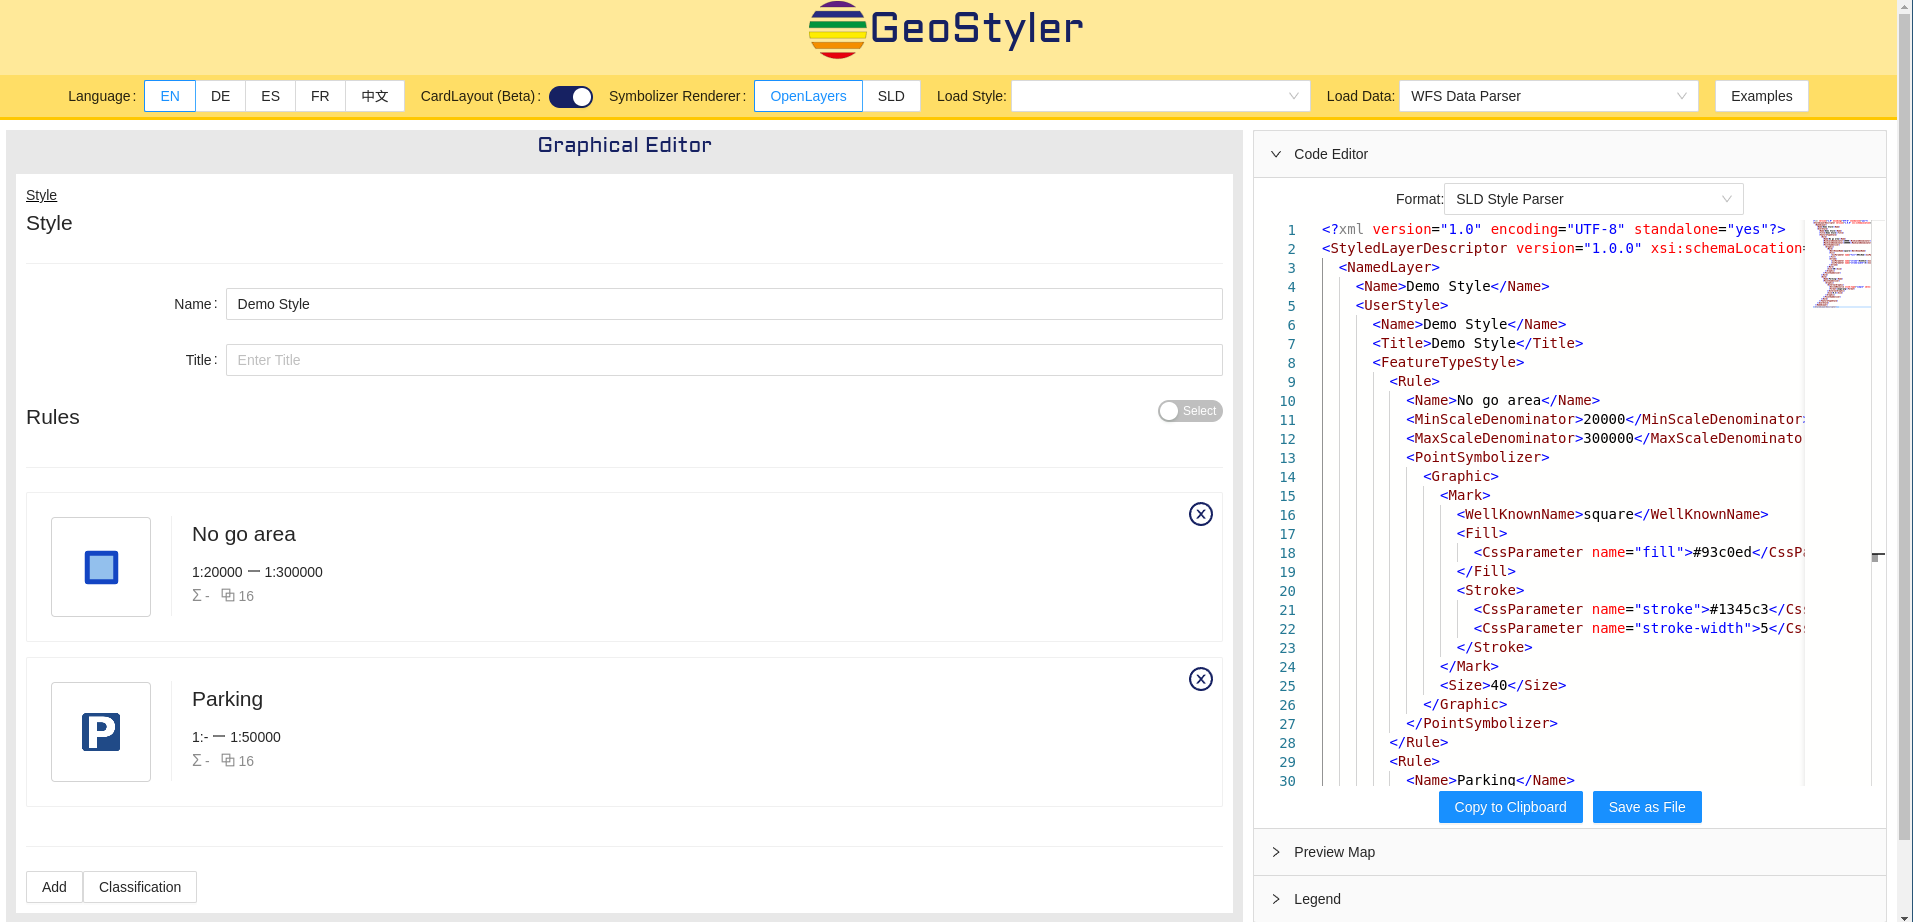 GeoStyler
Language: EN DE ES FR 中文 CardLayout (Beta): Symbolizer Renderer: OpenLayers SLD Load Style: Load Data: WFS Data Parser Examples
Graphical Editor
Style
Style
Name: Demo Style
Title: Enter Title
Rules
Select
No go area
1:20000 — 1:300000
Σ - 16
P
Parking
1:- — 1:50000
Σ - 16
Add Classification
Code Editor
Format: SLD Style Parser
1 <?xml version="1.0" encoding="UTF-8" standalone="yes"?>
2 <StyledLayerDescriptor version="1.0.0" xsi:schemaLocation=
3 <NamedLayer>
4 <Name>Demo Style</Name>
5 <UserStyle>
6 <Name>Demo Style</Name>
7 <Title>Demo Style</Title>
8 <FeatureTypeStyle>
9 <Rule>
10 <Name>No go area</Name>
11 <MinScaleDenominator>20000</MinScaleDenominator>
12 <MaxScaleDenominator>300000</MaxScaleDenominato
13 <PointSymbolizer>
14 <Graphic>
15 <Mark>
16 <WellKnownName>square</WellKnownName>
17 <Fill>
18 <CssParameter name="fill">#93c0ed</CssPa
19 </Fill>
20 <Stroke>
21 <CssParameter name="stroke">#1345c3</Css
22 <CssParameter name="stroke-width">5</Css
23 </Stroke>
24 </Mark>
25 <Size>40</Size>
26 </Graphic>
27 </PointSymbolizer>
28 </Rule>
29 <Rule>
30 <Name>Parking</Name>
Copy to Clipboard Save as File
Preview Map
Legend